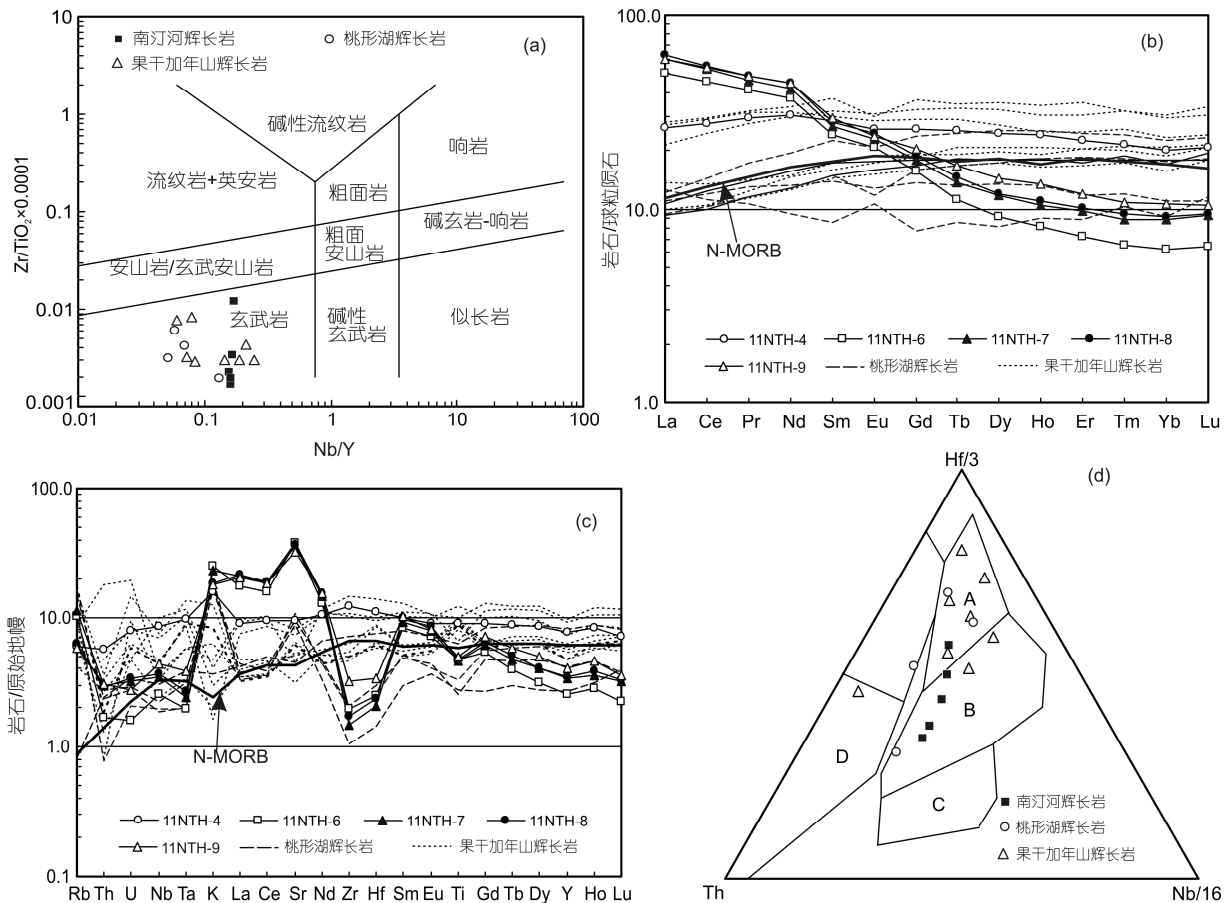 10
1
0.1
0.01
0.001
Zr/TiO₂×0.0001
0.01
0.1
1
10
100
Nb/Y
(a)
南汀河辉长岩
桃形湖辉长岩
果干加年山辉长岩
碱性流纹岩
响岩
流纹岩+英安岩
粗面岩
碱玄岩-响岩
粗面
安山岩
安山岩/玄武安山岩
玄武岩
碱性
玄武岩
似长岩
100.0
10.0
1.0
岩石/球粒陨石
(b)
N-MORB
11NTH-4
11NTH-6
11NTH-7
11NTH-8
11NTH-9
桃形湖辉长岩
果干加年山辉长岩
La Ce Pr Nd Sm Eu Gd Tb Dy Ho Er Tm Yb Lu
100.0
10.0
1.0
0.1
岩石/原始地幔
(c)
N-MORB
11NTH-4
11NTH-6
11NTH-7
11NTH-8
11NTH-9
桃形湖辉长岩
果干加年山辉长岩
Rb Th U Nb Ta K La Ce Sr Nd Zr Hf Sm Eu Ti Gd Tb Dy Y Ho Lu
Hf/3
(d)
A
B
D
C
南汀河辉长岩
桃形湖辉长岩
果干加年山辉长岩
Th
Nb/16